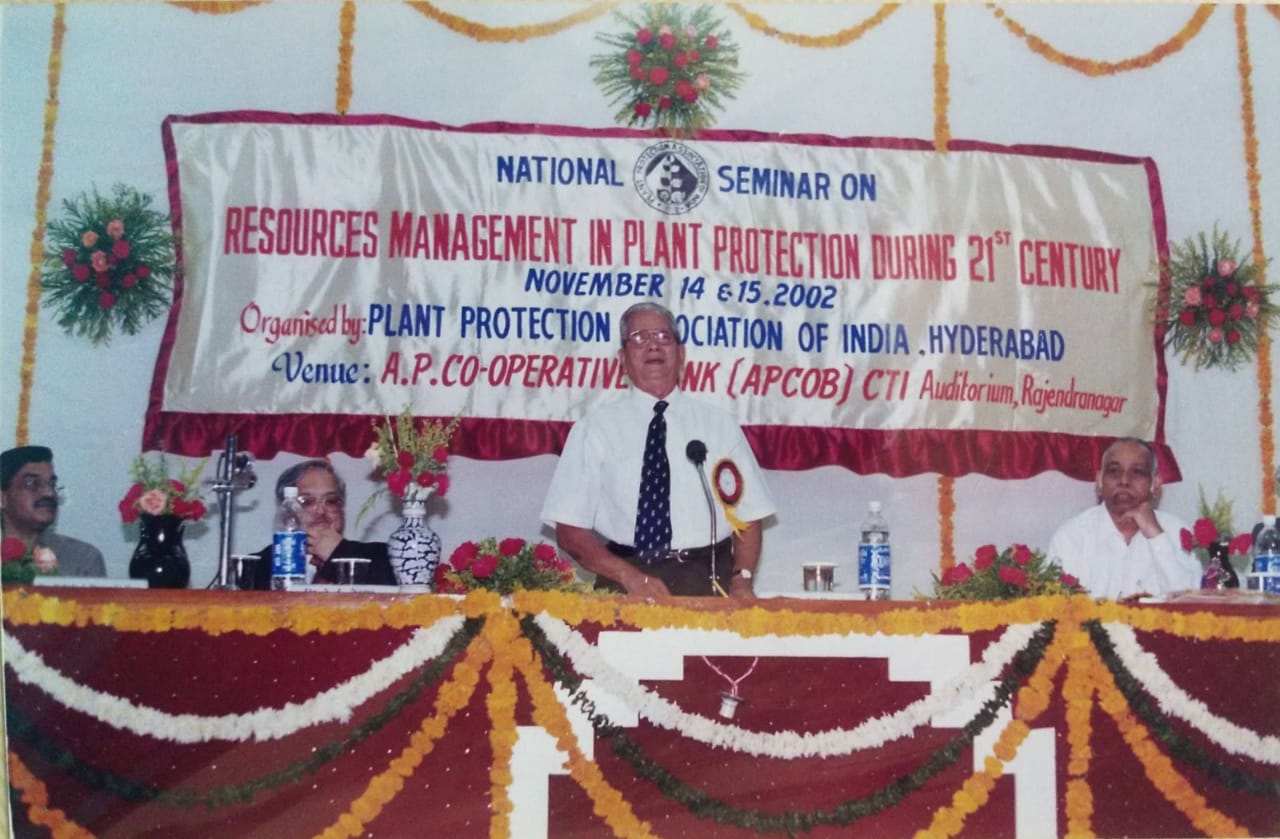 NATIONAL SEMINAR ON
RESOURCES MANAGEMENT IN PLANT PROTECTION DURING 21ST CENTURY
NOVEMBER 14 & 15.2002
Organised by: PLANT PROTECTION OCIATION OF INDIA, HYDERABAD
Venue: A.P.CO-OPERATIVE NK (APCOB) CTI Auditorium, Rajendranagar